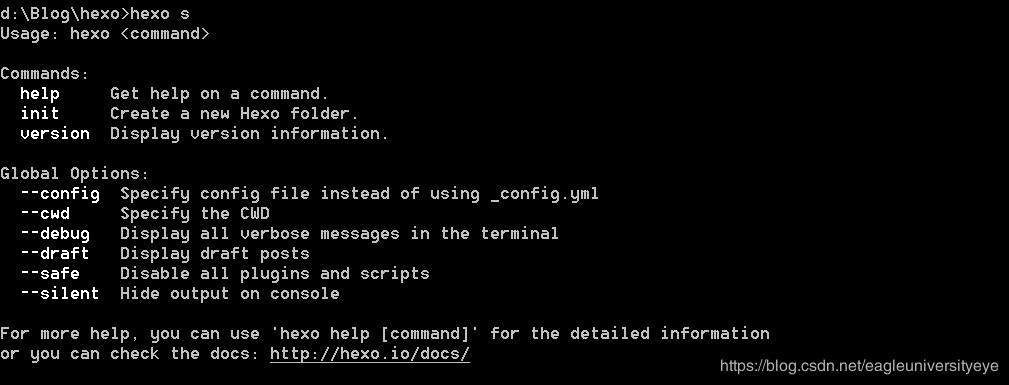 d:\Blog\hexo>hexo s
Usage: hexo <command>
Commands:
help Get help on a command.
init Create a new Hexo folder.
version Display version information.
Global Options:
--config Specify config file instead of using _config.yml
--cwd Specify the CWD
--debug Display all verbose messages in the terminal
--draft Display draft posts
--safe Disable all plugins and scripts
--silent Hide output on console
For more help, you can use 'hexo help [command]' for the detailed information
or you can check the docs: http://hexo.io/docs/
https://blog.csdn.net/eagleuniversityeye